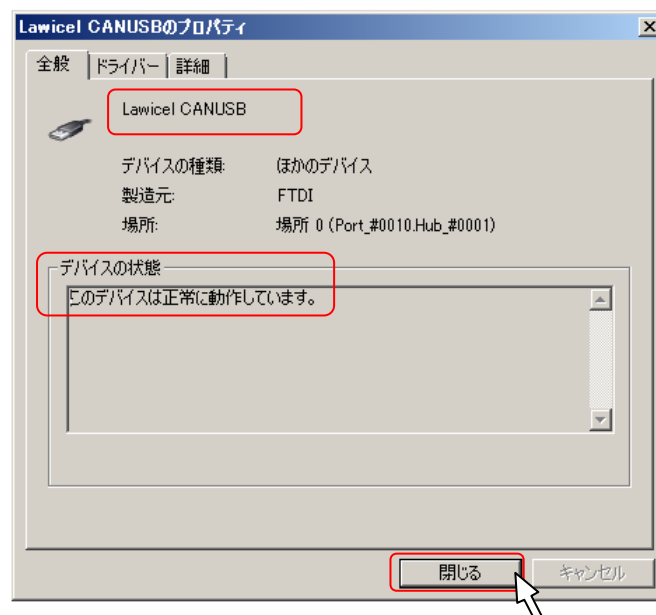 Lawicel CANUSBのプロパティ
全般 ドライバー 詳細
Lawicel CANUSB
デバイスの種類: ほかのデバイス
製造元: FTDI
場所: 場所 0 (Port_#0010.Hub_#0001)
デバイスの状態
このデバイスは正常に動作しています。
閉じる キャンセル